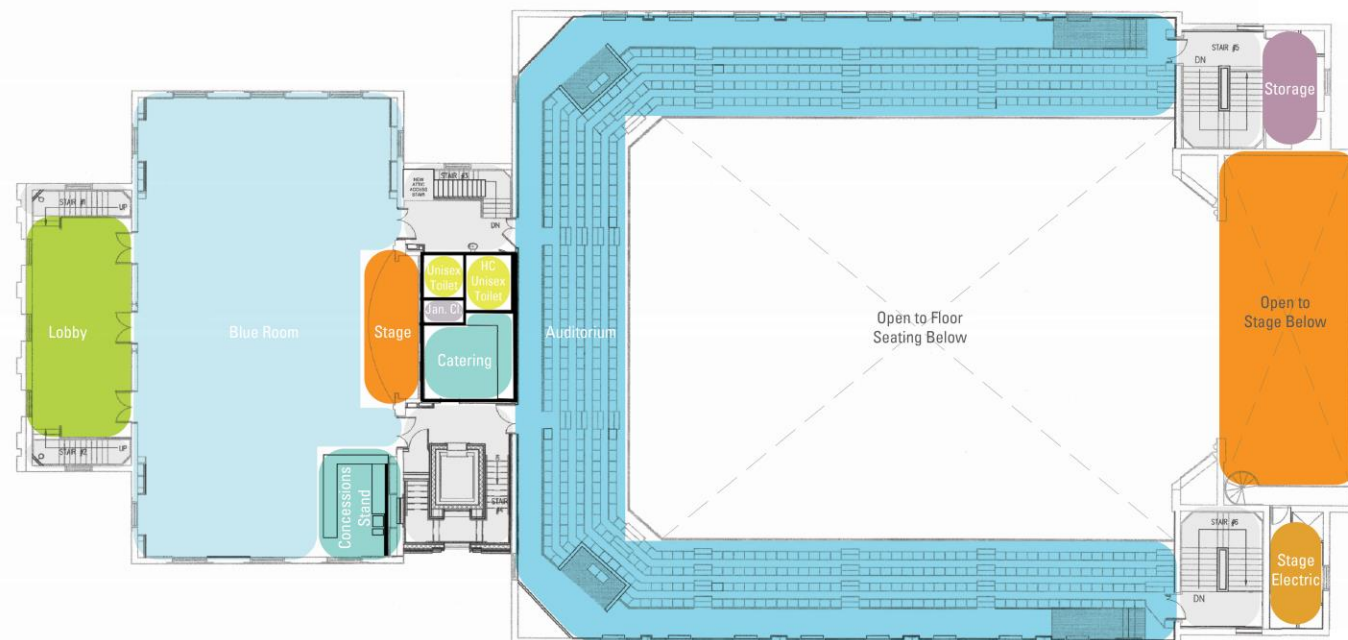 STAIR #5
DN
Storage
NEW
ATTIC
ACCESS
STAIR
STAIR #3
DN
STAIR #1
UP
Unisex
Toilet
HC
Unisex
Toilet
Jan. Cl.
Lobby
Blue Room
Stage
Catering
Auditorium
Open to Floor
Seating Below
Open to
Stage Below
STAIR #2
UP
Concessions
Stand
STAIR
#4
STAIR #6
DN
Stage
Electric